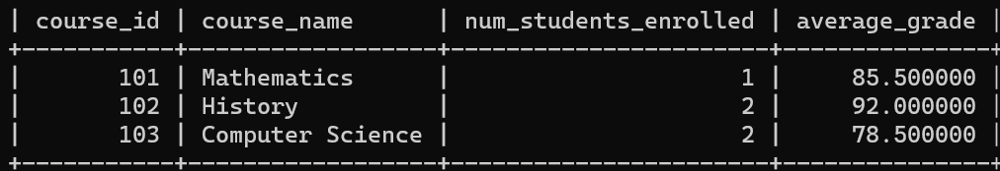 | course_id | course_name      | num_students_enrolled | average_grade |
+-----------+------------------+-----------------------+---------------+
|       101 | Mathematics      |                     1 |     85.500000 |
|       102 | History          |                     2 |     92.000000 |
|       103 | Computer Science |                     2 |     78.500000 |
+-----------+------------------+-----------------------+---------------+